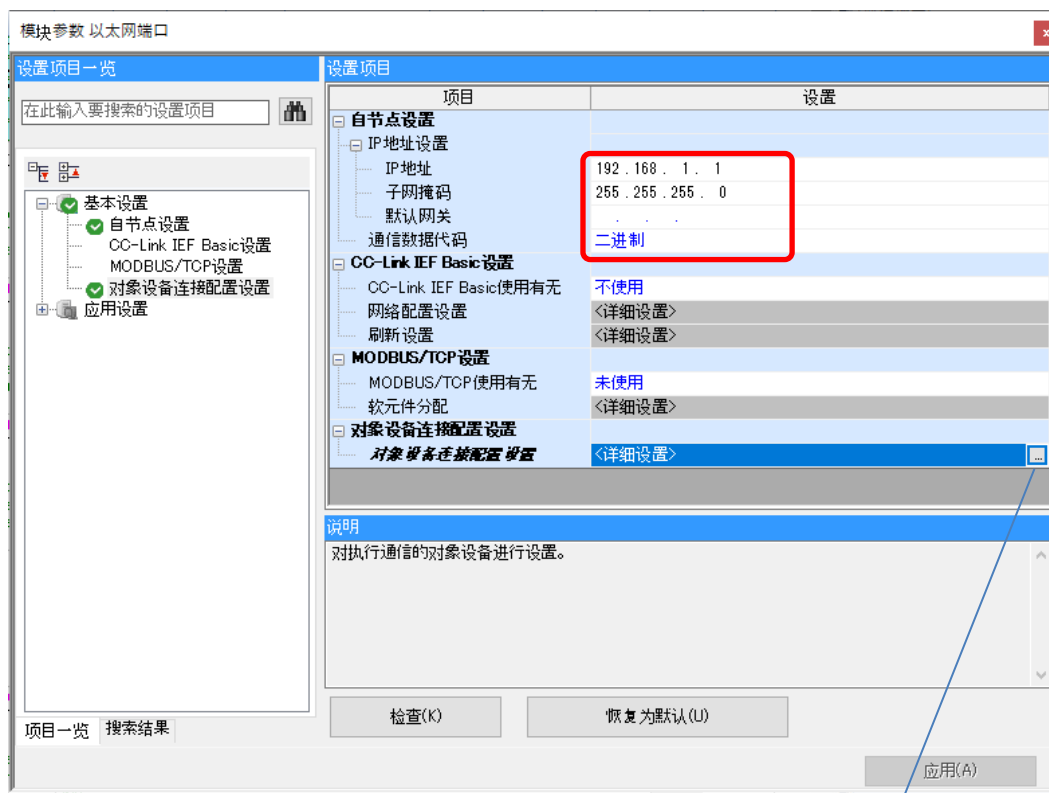 模块参数 以太网端口
设置项目一览
在此输入要搜索的设置项目
基本设置
自节点设置
CC-Link IEF Basic设置
MODBUS/TCP设置
对象设备连接配置设置
应用设置
项目一览 搜索结果
设置项目
项目 设置
自节点设置
IP地址设置
IP地址 192 . 168 . 1 . 1
子网掩码 255 . 255 . 255 . 0
默认网关 . . .
通信数据代码 二进制
CC-Link IEF Basic设置
CC-Link IEF Basic使用有无 不使用
网络配置设置 <详细设置>
刷新设置 <详细设置>
MODBUS/TCP设置
MODBUS/TCP使用有无 未使用
软元件分配 <详细设置>
对象设备连接配置设置
对象设备连接配置设置 <详细设置> ...
说明
对执行通信的对象设备进行设置。
检查(K) 恢复为默认(U)
应用(A)